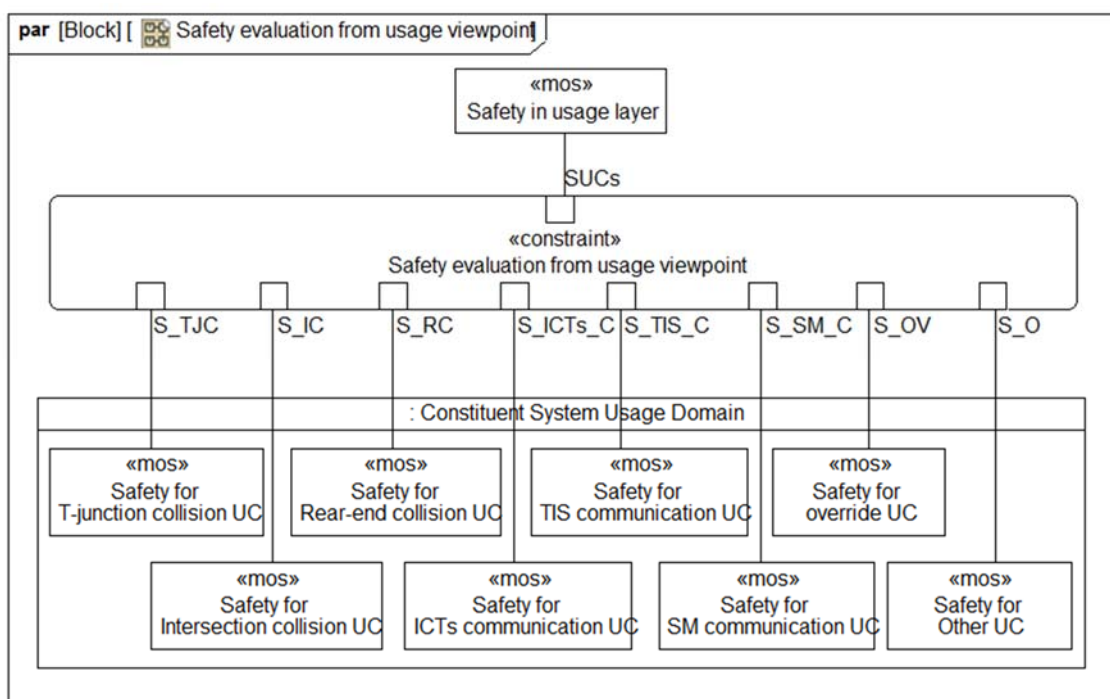 par [Block] [ Safety evaluation from usage viewpoint]
«mos»
Safety in usage layer
SUCs
«constraint»
Safety evaluation from usage viewpoint
S_TJC
S_IC
S_RC
S_ICTs_C
S_TIS_C
S_SM_C
S_OV
S_O
: Constituent System Usage Domain
«mos»
Safety for
T-junction collision UC
«mos»
Safety for
Rear-end collision UC
«mos»
Safety for
TIS communication UC
«mos»
Safety for
override UC
«mos»
Safety for
Intersection collision UC
«mos»
Safety for
ICTs communication UC
«mos»
Safety for
SM communication UC
«mos»
Safety for
Other UC